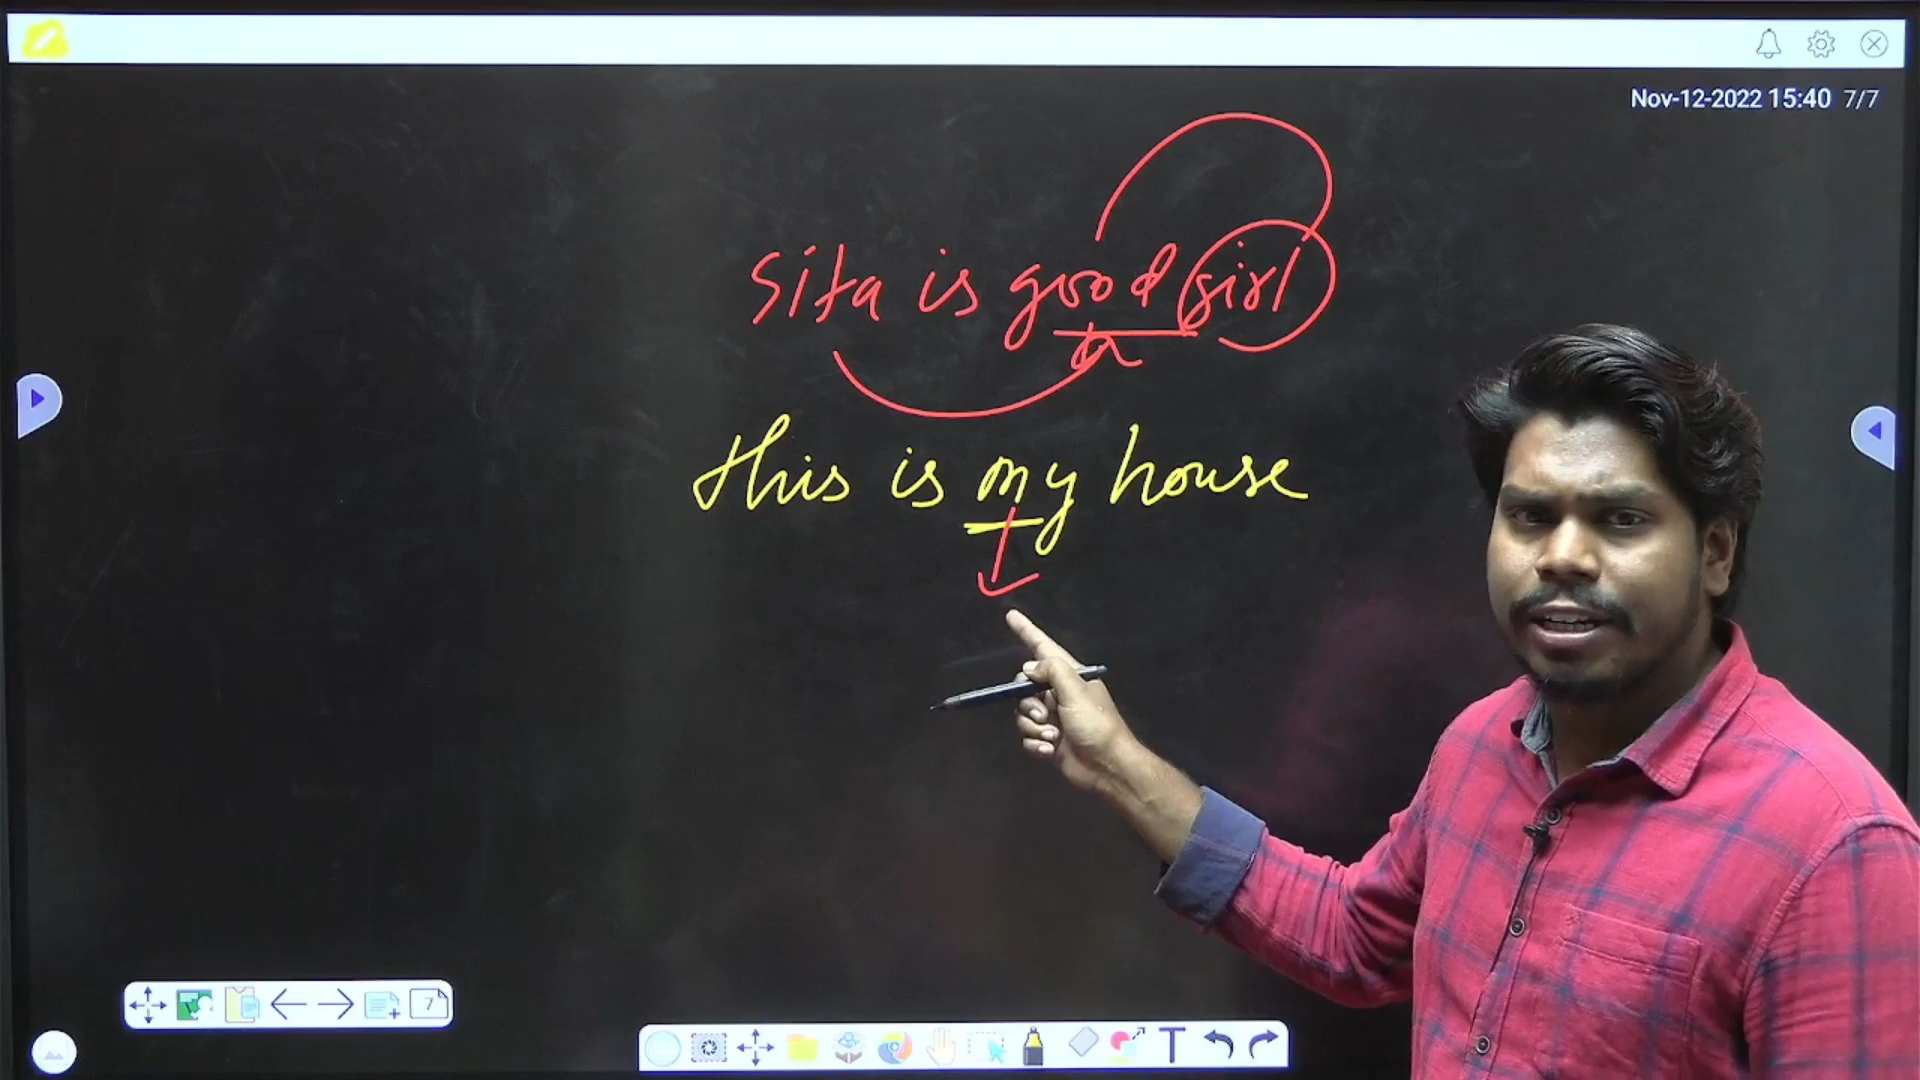 Nov-12-2022 15:40 7/7
Sita is good girl
this is my house
7
T